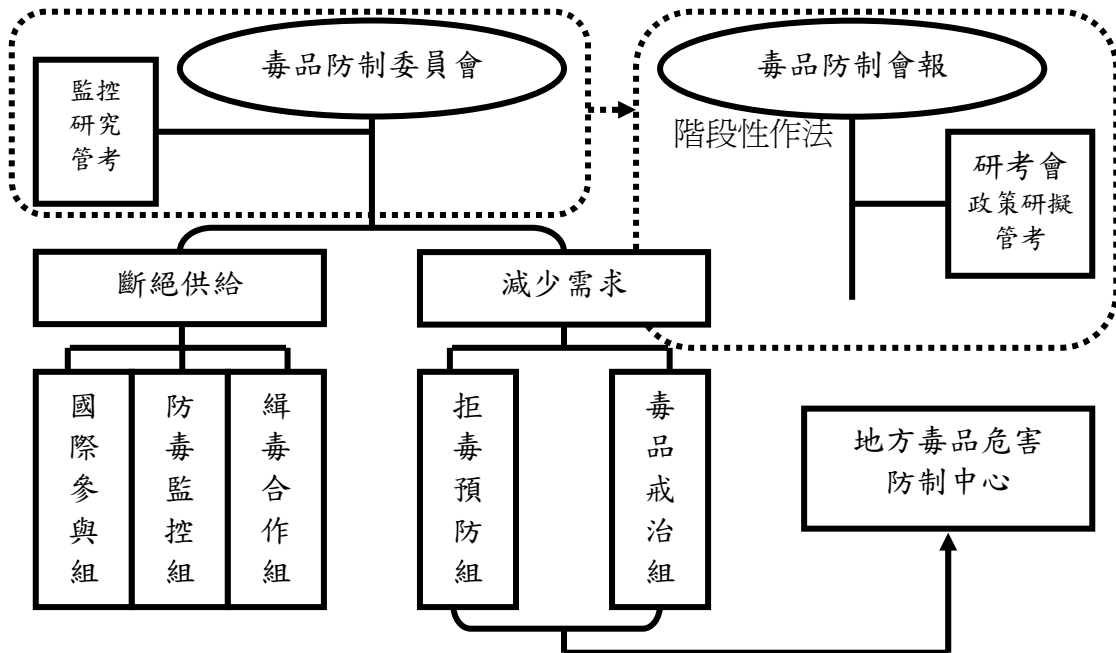 毒品防制委員會
監控
研究
管考
毒品防制會報
階段性作法
研考會
政策研擬
管考
斷絕供給
減少需求
國際參與組
防毒監控組
緝毒合作組
拒毒預防組
毒品戒治組
地方毒品危害
防制中心